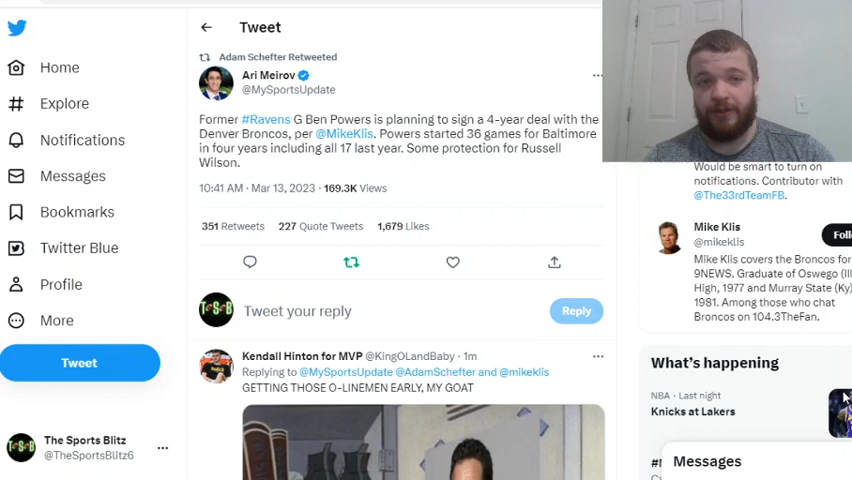 Tweet
Home
Explore
Notifications
Messages
Bookmarks
Twitter Blue
Profile
More
Tweet
The Sports Blitz
@TheSportsBlitz6
Adam Schefter Retweeted
Ari Meirov
@MySportsUpdate
Former #Ravens G Ben Powers is planning to sign a 4-year deal with the
Denver Broncos, per @MikeKlis. Powers started 36 games for Baltimore
in four years including all 17 last year. Some protection for Russell
Wilson.
10:41 AM · Mar 13, 2023 · 169.3K Views
351 Retweets 227 Quote Tweets 1,679 Likes
Tweet your reply
Reply
Kendall Hinton for MVP @KingOLandBaby · 1m
Replying to @MySportsUpdate @AdamSchefter and @mikeklis
GETTING THOSE O-LINEMEN EARLY, MY GOAT
Would be smart to turn on
notifications. Contributor with
@The33rdTeamFB.
Mike Klis
@mikeklis
Follo
Mike Klis covers the Broncos for
9NEWS. Graduate of Oswego (Ill
High, 1977 and Murray State (Ky)
1981. Among those who chat
Broncos on 104.3TheFan.
What's happening
NBA · Last night
Knicks at Lakers
Messages